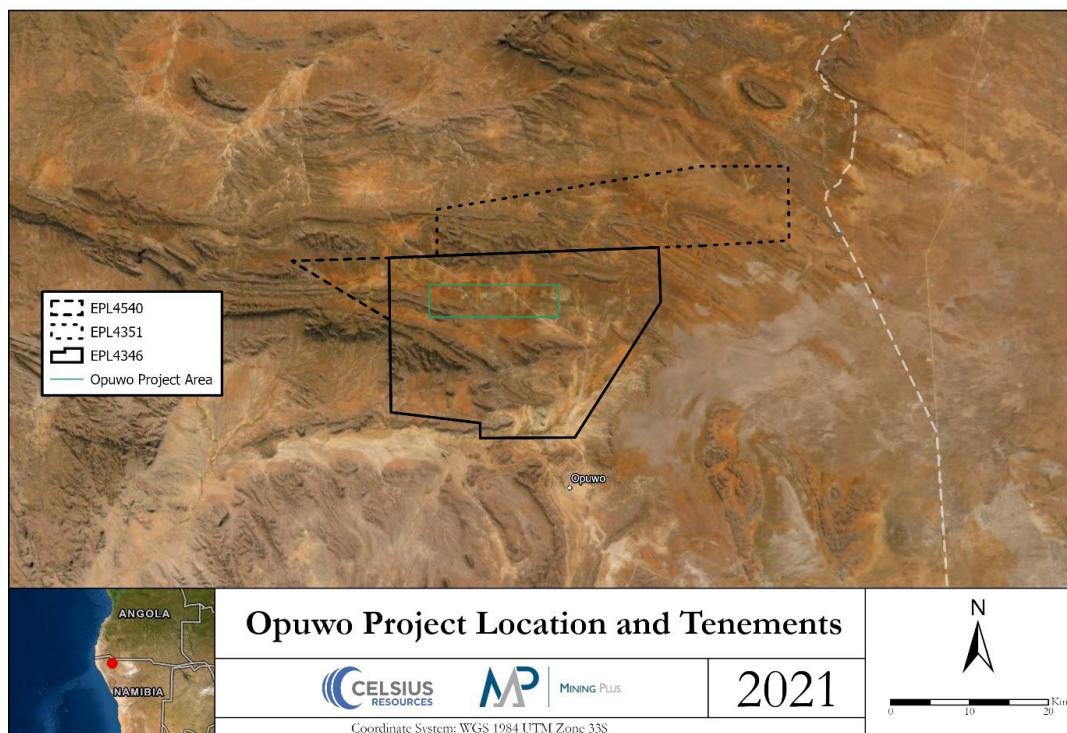 EPL4540
EPL4351
EPL4346
Opuwo Project Area
Opuwo
ANGOLA
NAMIBIA
Opuwo Project Location and Tenements
CELSIUS
RESOURCES
MINING PLUS
2021
Coordinate System: WGS 1984 UTM Zone 33S
N
Km
0 10 20